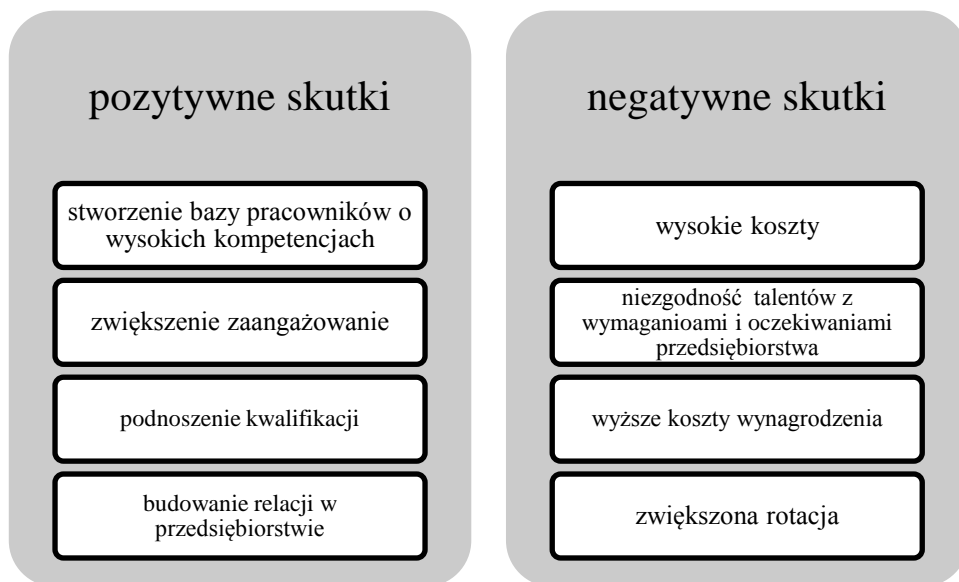 pozytywne skutki
stworzenie bazy pracowników o
wysokich kompetencjach
zwiększenie zaangażowanie
podnoszenie kwalifikacji
budowanie relacji w
przedsiębiorstwie
negatywne skutki
wysokie koszty
niezgodność talentów z
wymaganioami i oczekiwaniami
przedsiębiorstwa
wyższe koszty wynagrodzenia
zwiększona rotacja